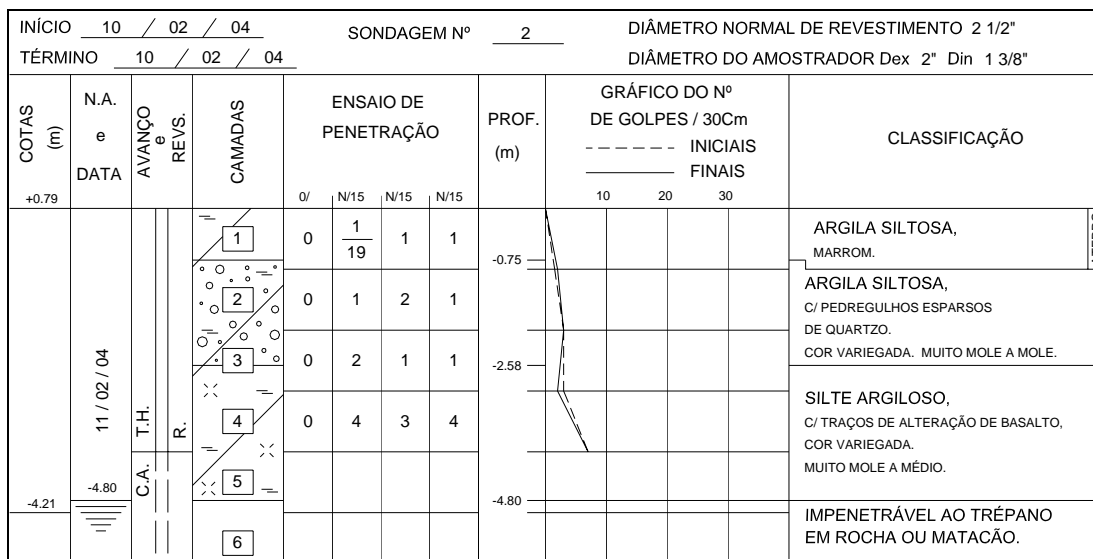 INÍCIO 10 / 02 / 04 SONDAGEM Nº 2 DIÂMETRO NORMAL DE REVESTIMENTO 2 1/2"
TÉRMINO 10 / 02 / 04 DIÂMETRO DO AMOSTRADOR Dex 2" Din 1 3/8"
COTAS
(m)
+0.79
N.A.
e
DATA
AVANÇO
e
REVS.
CAMADAS
ENSAIO DE
PENETRAÇÃO
0/ N/15 N/15 N/15
PROF.
(m)
GRÁFICO DO Nº
DE GOLPES / 30Cm
INICIAIS
FINAIS
10 20 30
CLASSIFICAÇÃO
1 0 1/19 1 1
-0.75
ARGILA SILTOSA,
MARROM.
2 0 1 2 1
ARGILA SILTOSA,
C/ PEDREGULHOS ESPARSOS
DE QUARTZO.
COR VARIEGADA. MUITO MOLE A MOLE.
3 0 2 1 1
-2.58
11 / 02 / 04
T.H.
R.
4 0 4 3 4
SILTE ARGILOSO,
C/ TRAÇOS DE ALTERAÇÃO DE BASALTO,
COR VARIEGADA.
MUITO MOLE A MÉDIO.
C.A.
5
-4.21
-4.80
-4.80
6
IMPENETRÁVEL AO TRÉPANO
EM ROCHA OU MATACÃO.